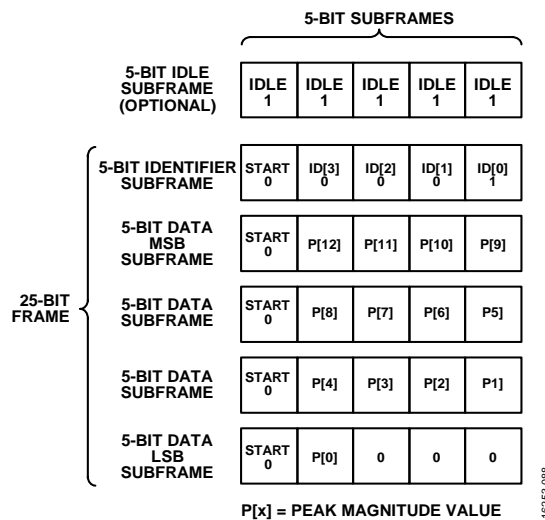 5-BIT SUBFRAMES
5-BIT IDLE
SUBFRAME
(OPTIONAL)
IDLE
1
IDLE
1
IDLE
1
IDLE
1
IDLE
1
25-BIT
FRAME
5-BIT IDENTIFIER
SUBFRAME
START
0
ID[3]
0
ID[2]
0
ID[1]
0
ID[0]
1
5-BIT DATA
MSB
SUBFRAME
START
0
P[12]
P[11]
P[10]
P[9]
5-BIT DATA
SUBFRAME
START
0
P[8]
P[7]
P[6]
P5]
5-BIT DATA
SUBFRAME
START
0
P[4]
P[3]
P[2]
P1]
5-BIT DATA
LSB
SUBFRAME
START
0
P[0]
0
0
0
P[x] = PEAK MAGNITUDE VALUE